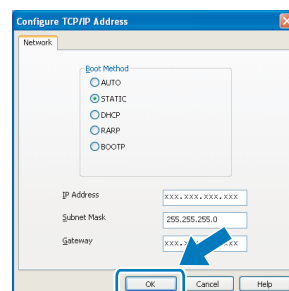 Configure TCP/IP Address
Network
Boot Method
AUTO
STATIC
DHCP
RARP
BOOTP
IP Address xxx.xxx.xxx.xxx
Subnet Mask 255.255.255.0
Gateway xxx.
OK Cancel Help